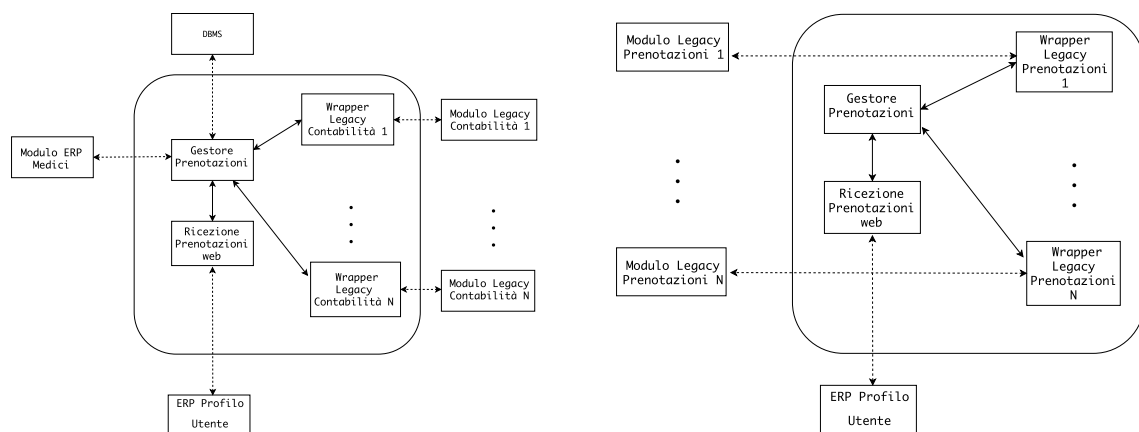 DBMS
Wrapper
Legacy
Contabilità 1
Modulo Legacy
Contabilità 1
Modulo ERP
Medici
Gestore
Prenotazioni
Ricezione
Prenotazioni
web
Wrapper
Legacy
Contabilità N
Modulo Legacy
Contabilità N
ERP Profilo
Utente
Modulo Legacy
Prenotazioni 1
Wrapper
Legacy
Prenotazioni
1
Gestore
Prenotazioni
Ricezione
Prenotazioni
web
Modulo Legacy
Prenotazioni N
Wrapper
Legacy
Prenotazioni
N
ERP Profilo
Utente